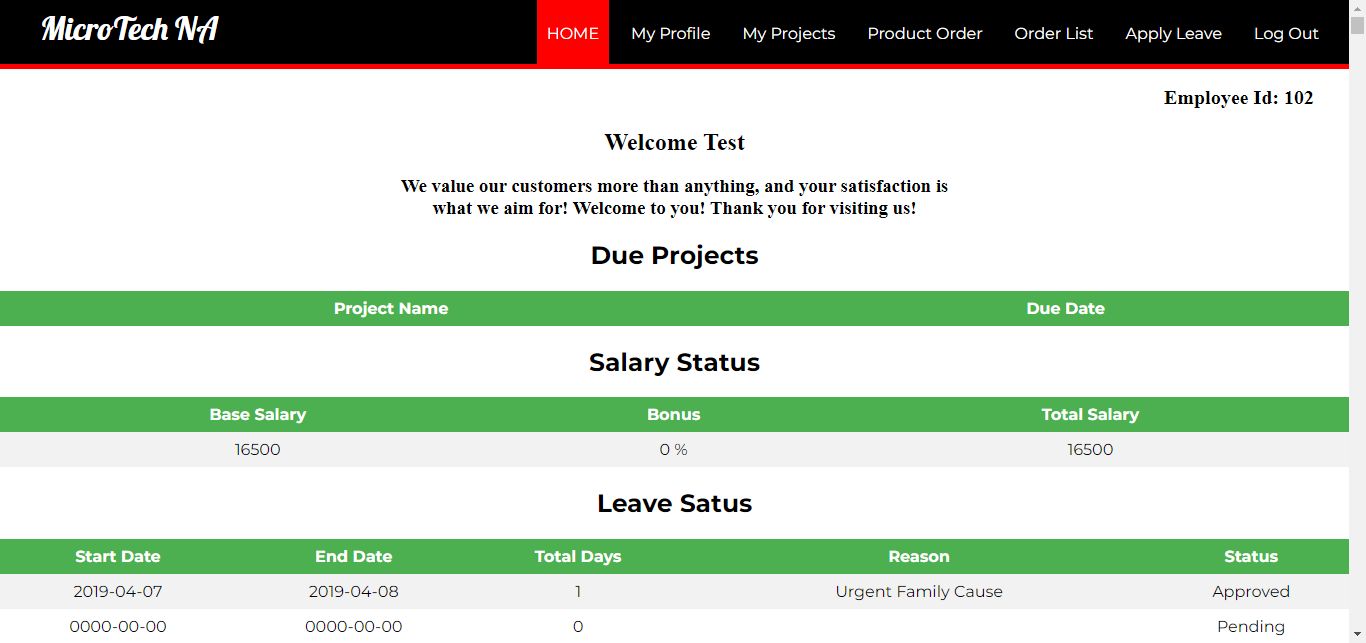 MicroTech NA
HOME My Profile My Projects Product Order Order List Apply Leave Log Out
Employee Id: 102
Welcome Test
We value our customers more than anything, and your satisfaction is
what we aim for! Welcome to you! Thank you for visiting us!
Due Projects
Project Name Due Date
Salary Status
Base Salary Bonus Total Salary
16500 0 % 16500
Leave Satus
Start Date End Date Total Days Reason Status
2019-04-07 2019-04-08 1 Urgent Family Cause Approved
0000-00-00 0000-00-00 0 Pending